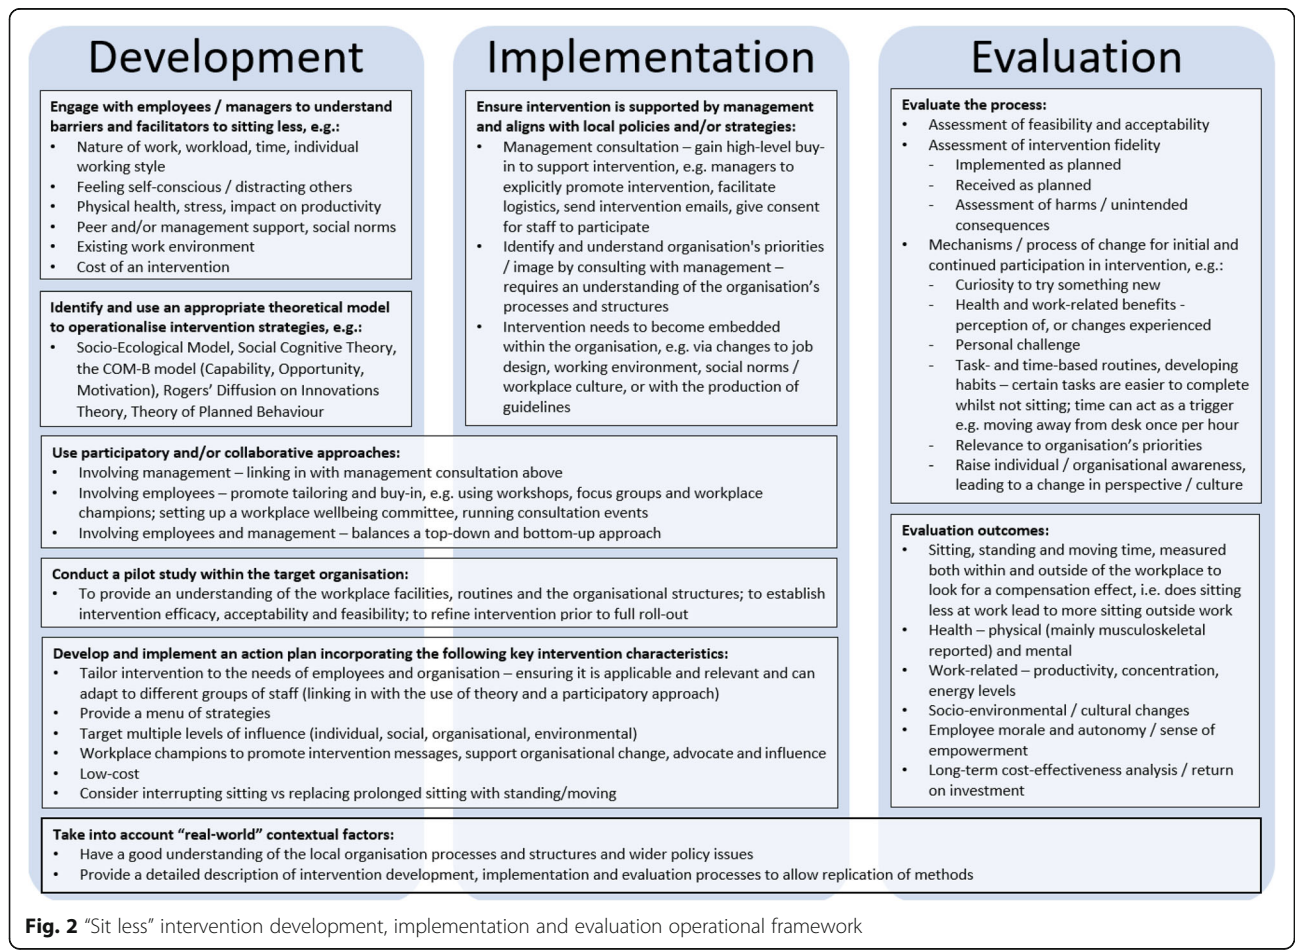 Development
Engage with employees / managers to understand
barriers and facilitators to sitting less, e.g.:
• Nature of work, workload, time, individual
working style
• Feeling self-conscious / distracting others
• Physical health, stress, impact on productivity
• Peer and/or management support, social norms
• Existing work environment
• Cost of an intervention
Identify and use an appropriate theoretical model
to operationalise intervention strategies, e.g.:
• Socio-Ecological Model, Social Cognitive Theory,
the COM-B model (Capability, Opportunity,
Motivation), Rogers' Diffusion on Innovations
Theory, Theory of Planned Behaviour
Implementation
Ensure intervention is supported by management
and aligns with local policies and/or strategies:
• Management consultation – gain high-level buy-
in to support intervention, e.g. managers to
explicitly promote intervention, facilitate
logistics, send intervention emails, give consent
for staff to participate
• Identify and understand organisation's priorities
/ image by consulting with management –
requires an understanding of the organisation's
processes and structures
• Intervention needs to become embedded
within the organisation, e.g. via changes to job
design, working environment, social norms /
workplace culture, or with the production of
guidelines
Use participatory and/or collaborative approaches:
• Involving management – linking in with management consultation above
• Involving employees – promote tailoring and buy-in, e.g. using workshops, focus groups and workplace
champions; setting up a workplace wellbeing committee, running consultation events
• Involving employees and management – balances a top-down and bottom-up approach
Conduct a pilot study within the target organisation:
• To provide an understanding of the workplace facilities, routines and the organisational structures; to establish
intervention efficacy, acceptability and feasibility; to refine intervention prior to full roll-out
Develop and implement an action plan incorporating the following key intervention characteristics:
• Tailor intervention to the needs of employees and organisation – ensuring it is applicable and relevant and can
adapt to different groups of staff (linking in with the use of theory and a participatory approach)
• Provide a menu of strategies
• Target multiple levels of influence (individual, social, organisational, environmental)
• Workplace champions to promote intervention messages, support organisational change, advocate and influence
• Low-cost
• Consider interrupting sitting vs replacing prolonged sitting with standing/moving
Evaluation
Evaluate the process:
• Assessment of feasibility and acceptability
• Assessment of intervention fidelity
- Implemented as planned
- Received as planned
- Assessment of harms / unintended
consequences
• Mechanisms / process of change for initial and
continued participation in intervention, e.g.:
- Curiosity to try something new
- Health and work-related benefits -
perception of, or changes experienced
- Personal challenge
- Task- and time-based routines, developing
habits – certain tasks are easier to complete
whilst not sitting; time can act as a trigger
e.g. moving away from desk once per hour
- Relevance to organisation's priorities
- Raise individual / organisational awareness,
leading to a change in perspective / culture
Evaluation outcomes:
• Sitting, standing and moving time, measured
both within and outside of the workplace to
look for a compensation effect, i.e. does sitting
less at work lead to more sitting outside work
• Health – physical (mainly musculoskeletal
reported) and mental
• Work-related – productivity, concentration,
energy levels
• Socio-environmental / cultural changes
• Employee morale and autonomy / sense of
empowerment
• Long-term cost-effectiveness analysis / return
on investment
Take into account “real-world” contextual factors:
• Have a good understanding of the local organisation processes and structures and wider policy issues
• Provide a detailed description of intervention development, implementation and evaluation processes to allow replication of methods
Fig. 2 “Sit less” intervention development, implementation and evaluation operational framework